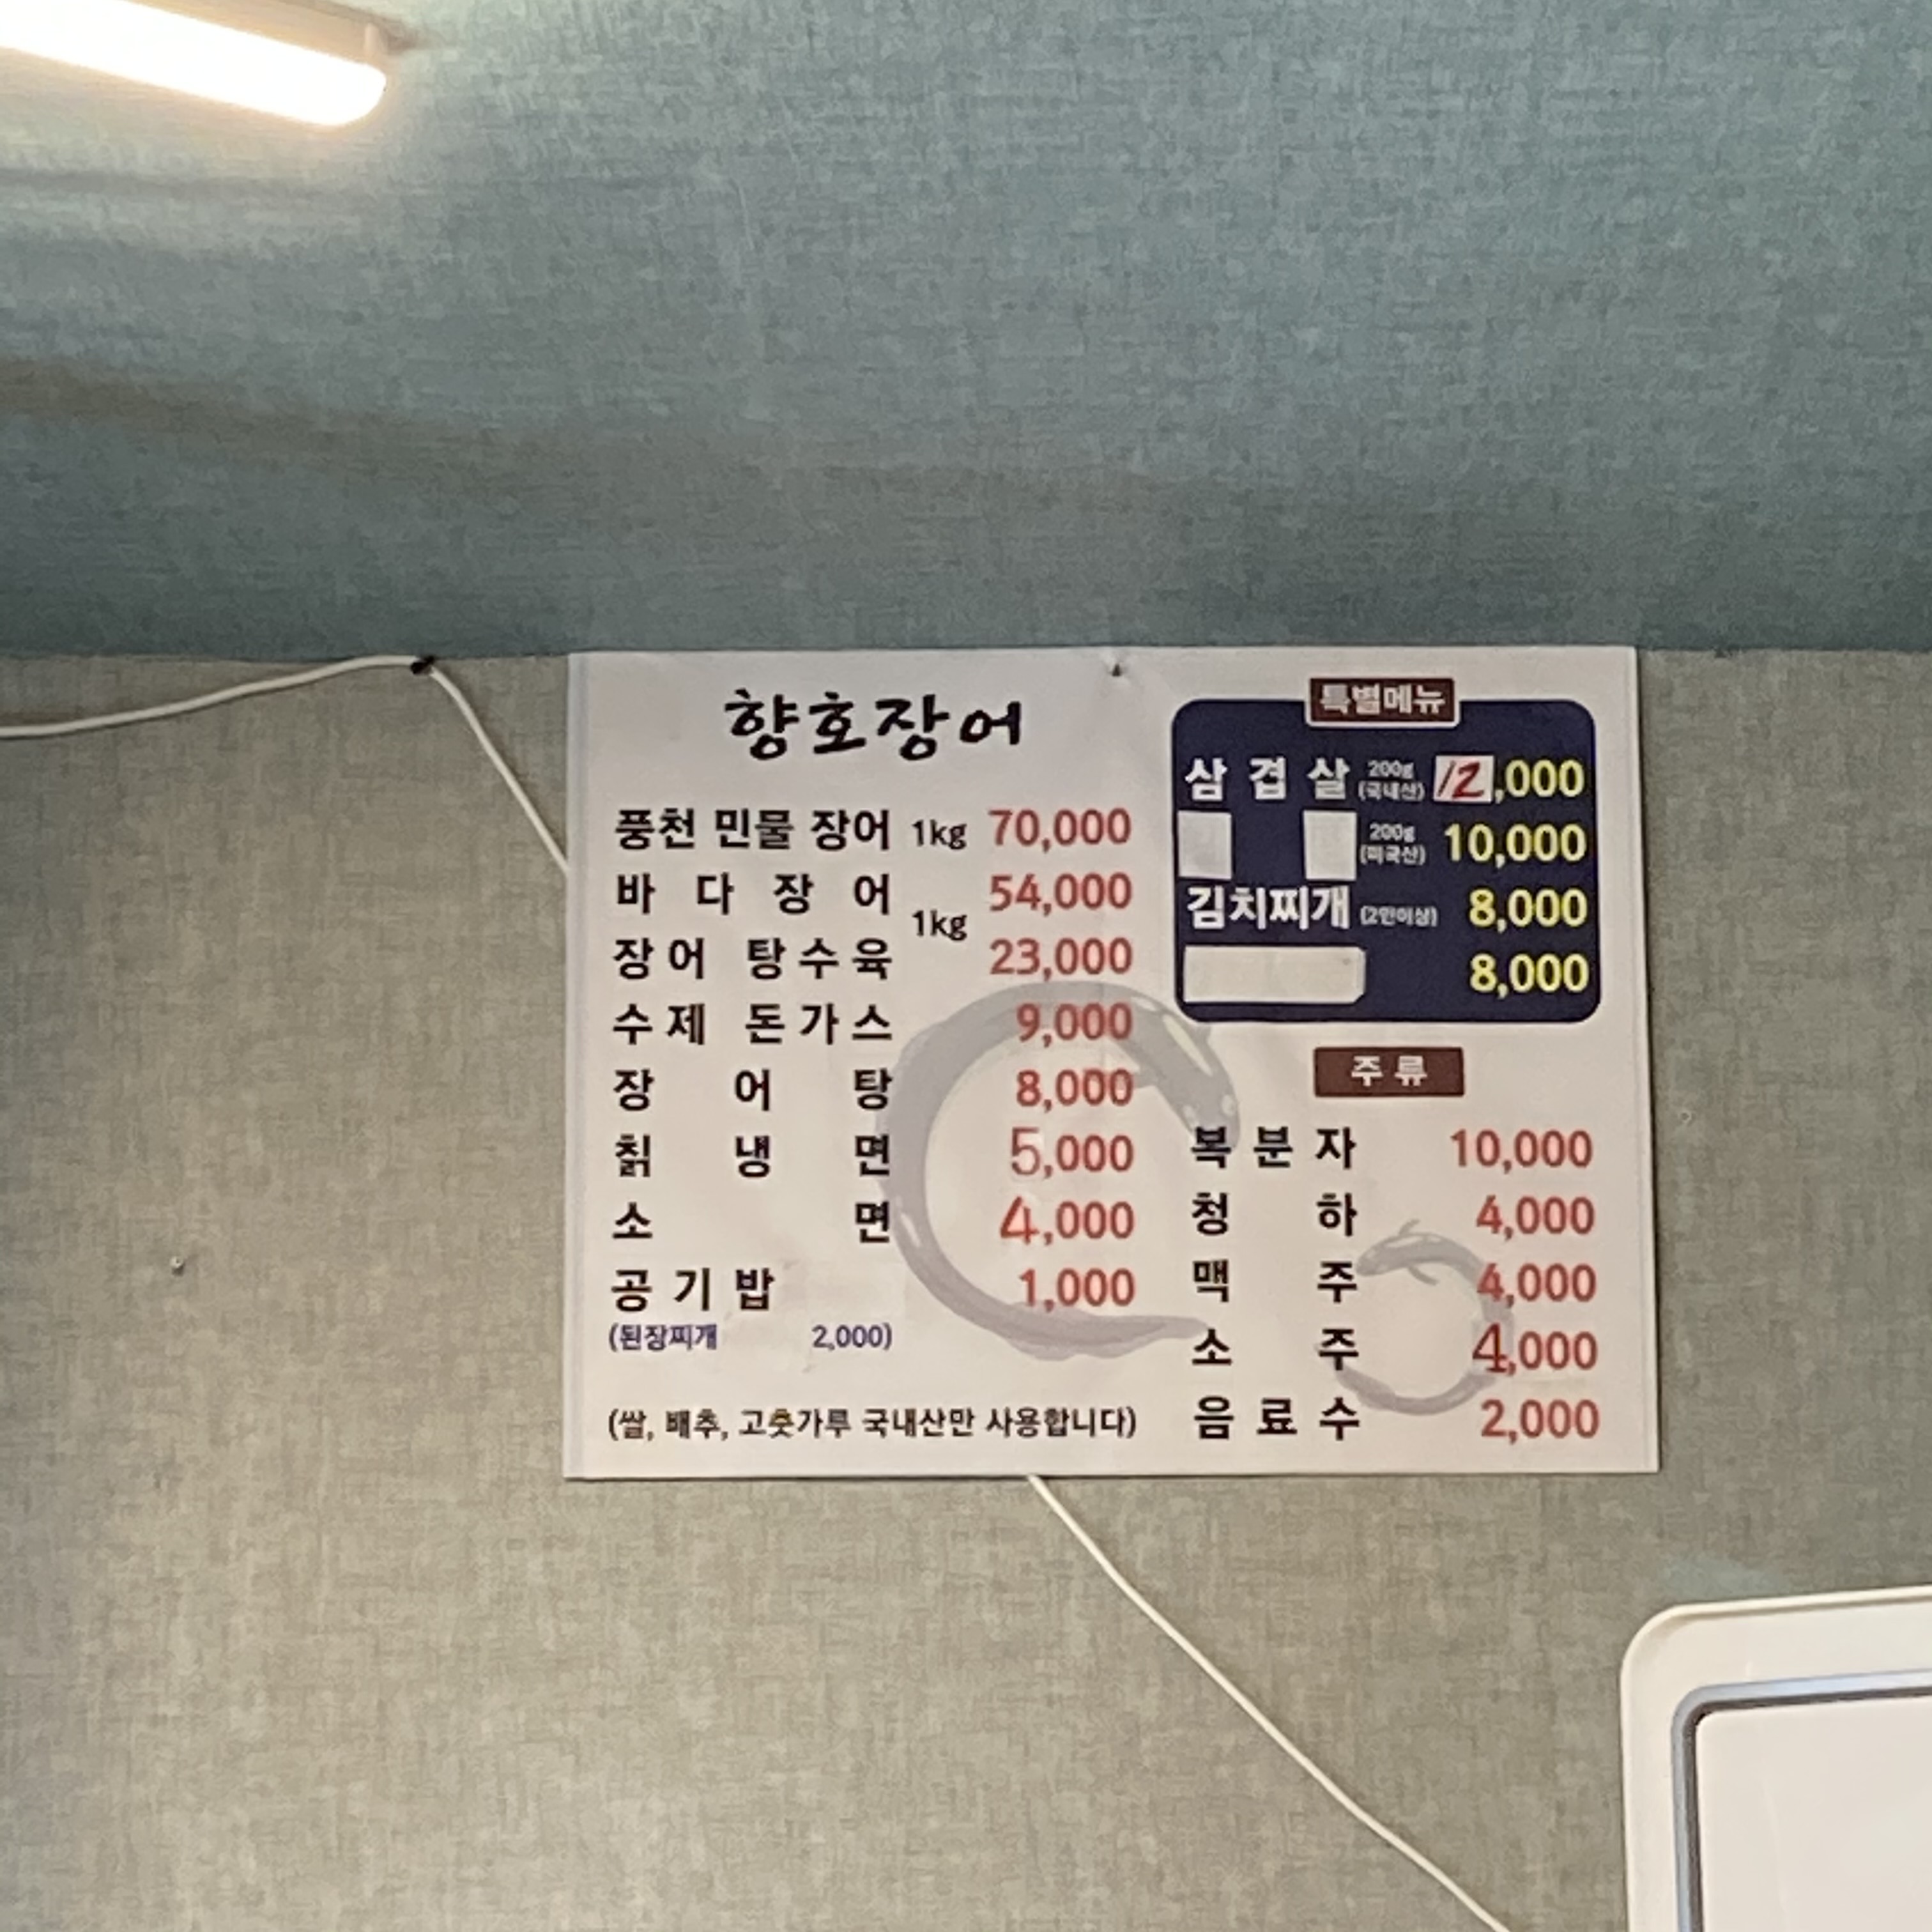 향호장어
풍천 민물 장어 1kg 70,000
바다장어 1kg 54,000
장어 탕수육 23,000
수제 돈가스 9,000
장어탕 8,000
칡냉면 5,000
소면 4,000
공기밥 1,000
(된장찌개 2,000)
(쌀, 배추, 고춧가루 국내산만 사용합니다)
특별메뉴
삼겹살 200g (국내산) 12,000
200g (미국산) 10,000
김치찌개 (2인이상) 8,000
8,000
주류
복분자 10,000
청하 4,000
맥주 4,000
소주 4,000
음료수 2,000